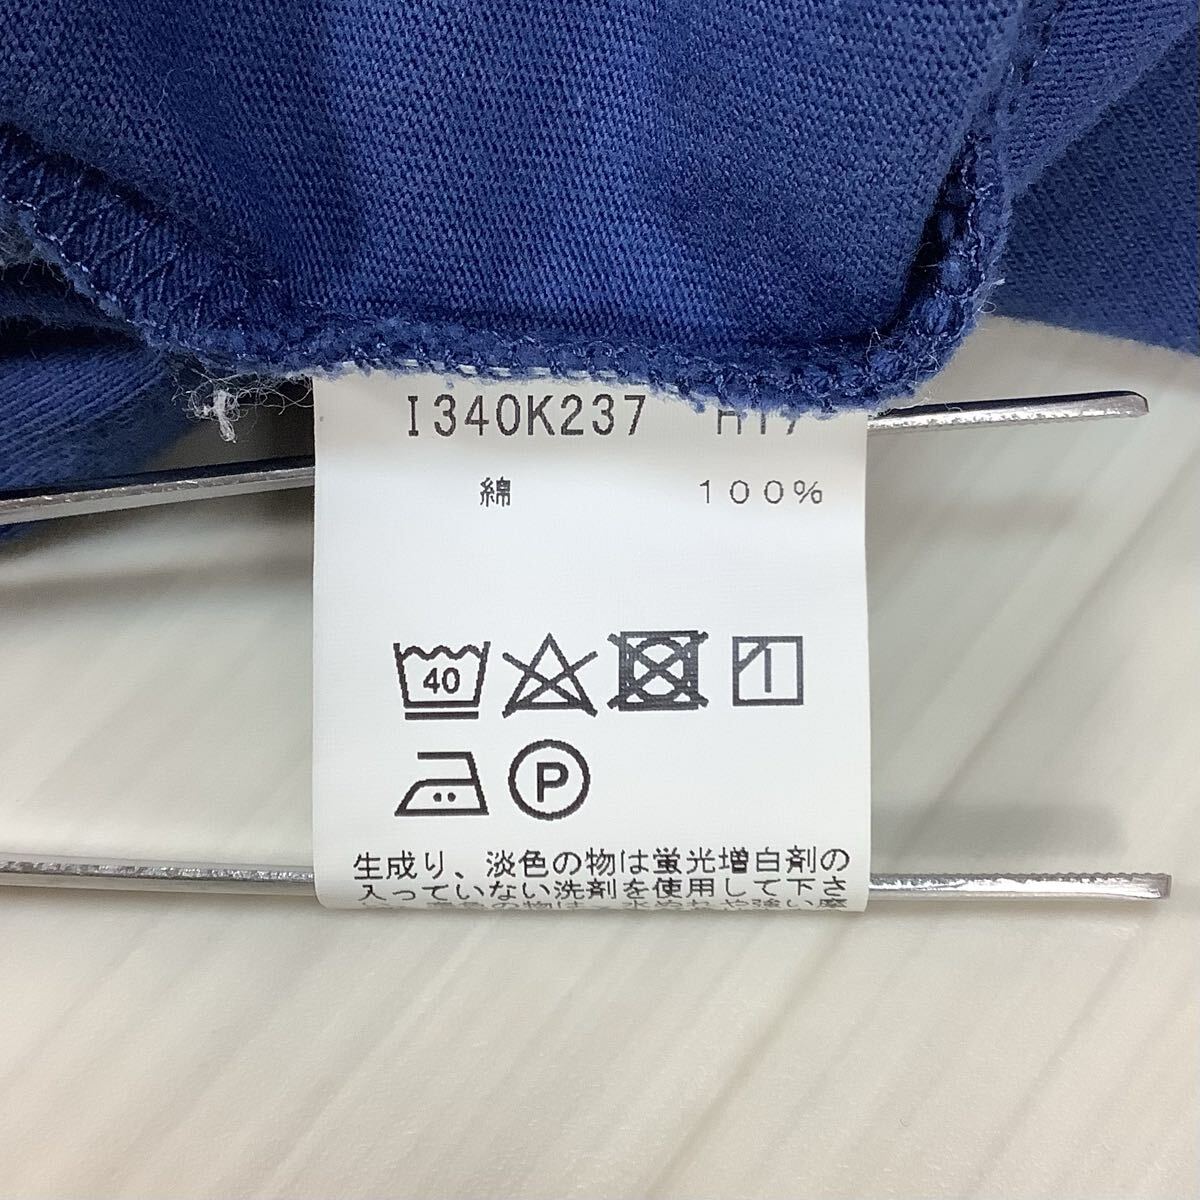 I340K237
綿 100%
40
P
生成り、淡色の物は蛍光増白剤の
入っていない洗剤を使用して下さ